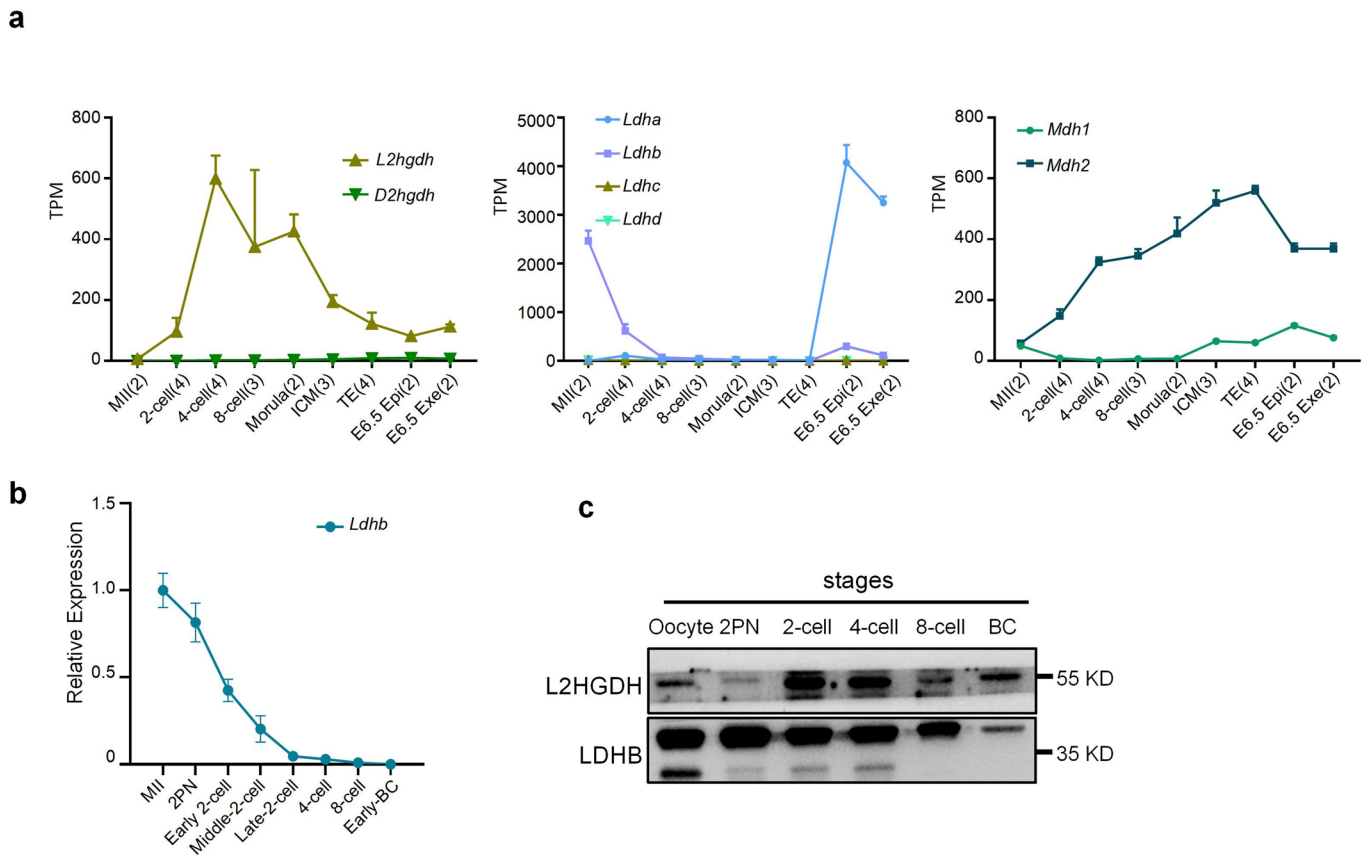 a
800
600
400
200
0
TPM
L2hgdh
D2hgdh
MII(2)
2-cell(4)
4-cell(4)
8-cell(3)
Morula(2)
ICM(3)
TE(4)
E6.5 Epi(2)
E6.5 Exe(2)
5000
4000
3000
2000
1000
0
TPM
Ldha
Ldhb
Ldhc
Ldhd
MII(2)
2-cell(4)
4-cell(4)
8-cell(3)
Morula(2)
ICM(3)
TE(4)
E6.5 Epi(2)
E6.5 Exe(2)
800
600
400
200
0
TPM
Mdh1
Mdh2
MII(2)
2-cell(4)
4-cell(4)
8-cell(3)
Morula(2)
ICM(3)
TE(4)
E6.5 Epi(2)
E6.5 Exe(2)
b
1.5
1.0
0.5
0
Relative Expression
Ldhb
MII
2PN
Early 2-cell
Middle-2-cell
Late-2-cell
4-cell
8-cell
Early-BC
c
stages
Oocyte 2PN 2-cell 4-cell 8-cell BC
L2HGDH 55 KD
LDHB 35 KD